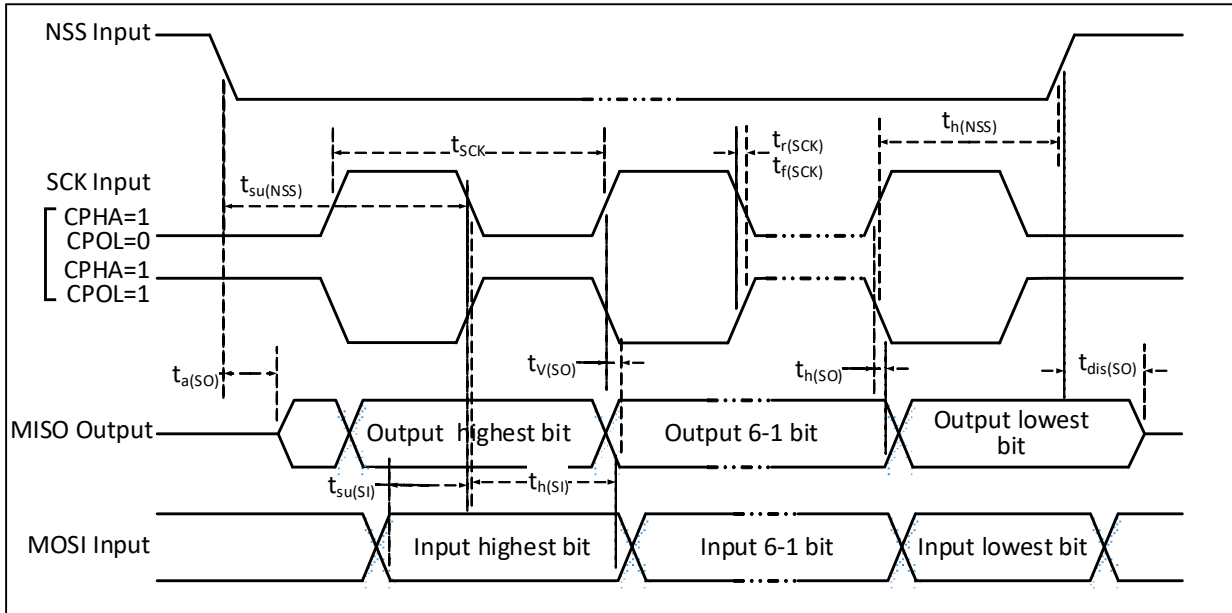 NSS Input
t_h(NSS)
t_SCK
t_r(SCK)
t_f(SCK)
SCK Input
t_su(NSS)
CPHA=1
CPOL=0
CPHA=1
CPOL=1
t_a(SO)
t_V(SO)
t_h(SO)
t_dis(SO)
MISO Output
Output highest bit
Output 6-1 bit
Output lowest
bit
t_su(SI)
t_h(SI)
MOSI Input
Input highest bit
Input 6-1 bit
Input lowest bit